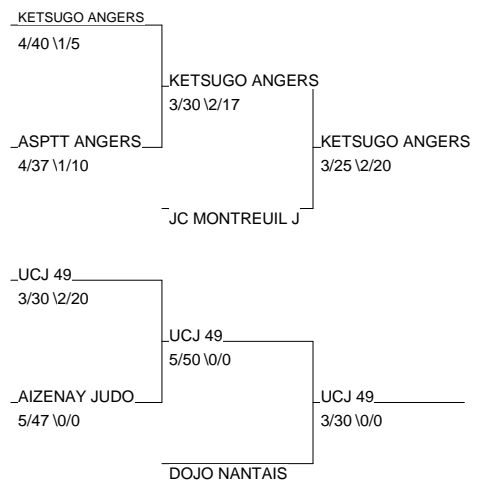 KETSUGO ANGERS
4/40 \1/5
KETSUGO ANGERS
3/30 \2/17
ASPTT ANGERS
4/37 \1/10
KETSUGO ANGERS
3/25 \2/20
JC MONTREUIL J
UCJ 49
3/30 \2/20
UCJ 49
5/50 \0/0
AIZENAY JUDO
5/47 \0/0
UCJ 49
3/30 \0/0
DOJO NANTAIS